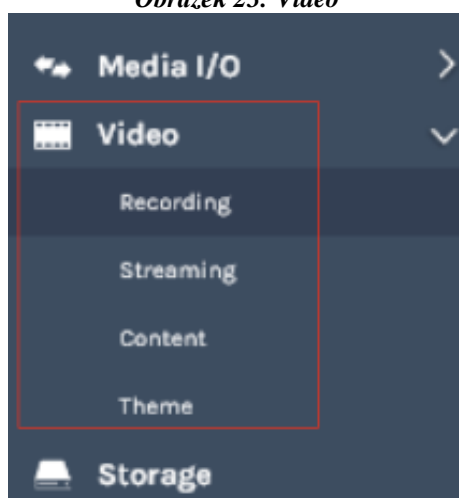 Obrázek 25. Video
Media I/O
Video
Recording
Streaming
Content
Theme
Storage